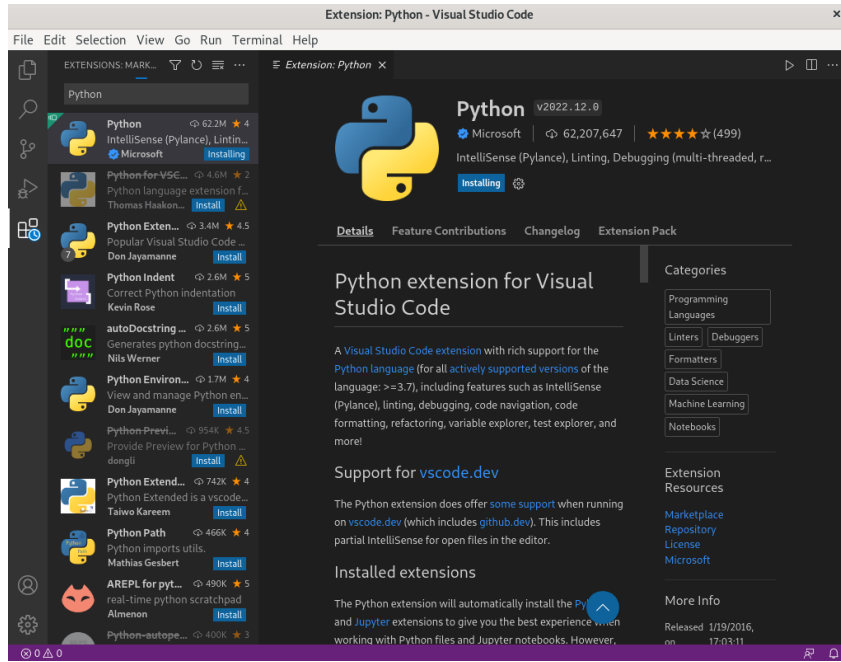 Extension: Python - Visual Studio Code
File Edit Selection View Go Run Terminal Help
EXTENSIONS: MARK...
Python
Python 62.2M ★ 4
IntelliSense (Pylance), Lintin...
Microsoft Installing
Python for VSC... 4.6M ★ 2
Python language extension f...
Thomas Haakon... Install
Python Exten... 3.4M ★ 4.5
Popular Visual Studio Code ...
7 Don Jayamanne Install
Python Indent 2.6M ★ 5
Correct Python indentation
Kevin Rose Install
""" doc """
autoDocstring ... 2.6M ★ 5
Generates python docstring...
Nils Werner Install
Python Environ... 1.7M ★ 4
View and manage Python en...
Don Jayamanne Install
Python Previ... 954K ★ 4.5
Provide Preview for Python ...
dongli Install
Python Extend... 742K ★ 4
Python Extended is a vscode...
Taiwo Kareem Install
Python Path 466K ★ 4
Python imports utils.
Mathias Gesbert Install
AREPL for pyt... 490K ★ 5
real-time python scratchpad
Almenon Install
Python-autope... 400K ★ 3
Extension: Python
Python v2022.12.0
Microsoft 62,207,647 ★★★★☆(499)
IntelliSense (Pylance), Linting, Debugging (multi-threaded, r...
Installing
Details Feature Contributions Changelog Extension Pack
Python extension for Visual
Studio Code
A Visual Studio Code extension with rich support for the
Python language (for all actively supported versions of the
language: >=3.7), including features such as IntelliSense
(Pylance), linting, debugging, code navigation, code
formatting, refactoring, variable explorer, test explorer, and
more!
Support for vscode.dev
The Python extension does offer some support when running
on vscode.dev (which includes github.dev). This includes
partial IntelliSense for open files in the editor.
Installed extensions
The Python extension will automatically install the
and Jupyter extensions to give you the best experience when
working with Python files and Jupyter notebooks. However,
Categories
Programming
Languages
Linters Debuggers
Formatters
Data Science
Machine Learning
Notebooks
Extension
Resources
Marketplace
Repository
License
Microsoft
More Info
Released 1/19/2016,
on 17:03:11
0 0